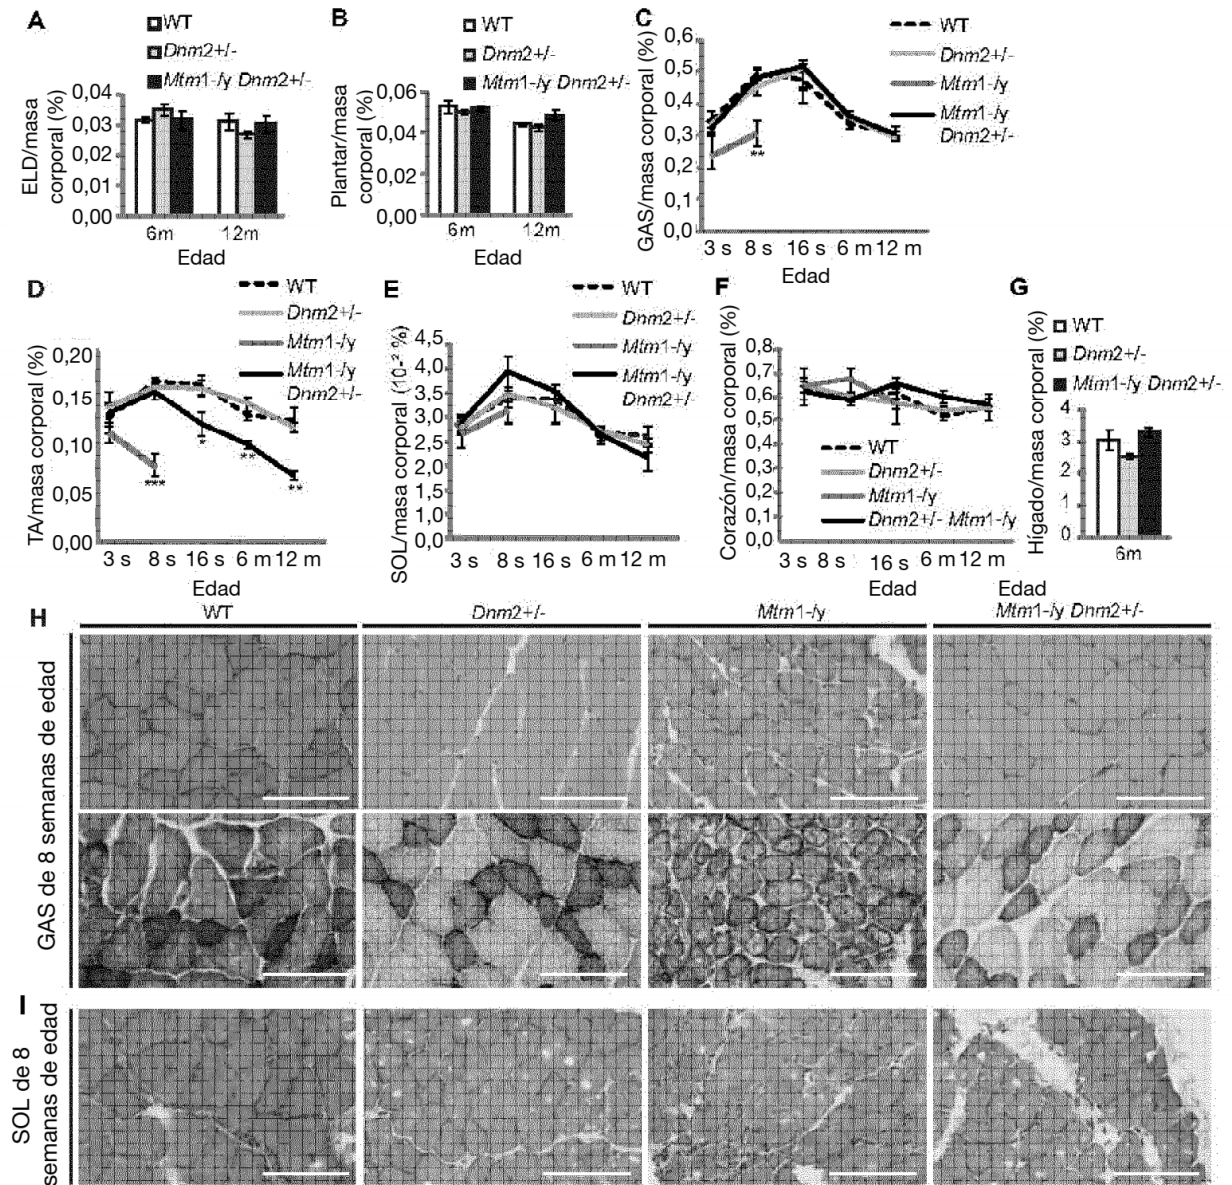 A
WT
Dnm2+/-
Mtm1-/y Dnm2+/-
ELD/masa
corporal (%)
0,04
0,03
0,02
0,01
0,00
6m 12m
Edad
B
WT
Dnm2+/-
Mtm1-/y Dnm2+/-
Plantar/masa
corporal (%)
0,06
0,04
0,02
0,00
6m 12m
Edad
C
WT
Dnm2+/-
Mtm1-/y
Mtm1-/y
Dnm2+/-
GAS/masa corporal (%)
0,6
0,5
0,4
0,3
0,2
0,1
0,0
**
3 s 8 s 16 s 6 m 12 m
Edad
D
WT
Dnm2+/-
Mtm1-/y
Mtm1-/y
Dnm2+/-
TA/masa corporal (%)
0,20
0,15
0,10
0,05
0,00
***
*
**
**
3 s 8 s 16 s 6 m 12 m
Edad
E
WT
Dnm2+/-
Mtm1-/y
Mtm1-/y
Dnm2+/-
SOL/masa corporal (10-² %)
4,5
4,0
3,5
3,0
2,5
2,0
1,5
1,0
0,5
0,0
3 s 8 s 16 s 6 m 12 m
Edad
F
Corazón/masa corporal (%)
0,8
0,7
0,6
0,5
0,4
0,3
0,2
0,1
0,0
WT
Dnm2+/-
Mtm1-/y
Dnm2+/- Mtm1-/y
3 s 8 s 16 s 6 m 12 m
Edad
G
WT
Dnm2+/-
Mtm1-/y Dnm2+/-
Hígado/masa corporal (%)
4
3
2
1
0
6m
Edad
H
WT Dnm2+/- Mtm1-/y Mtm1-/y Dnm2+/-
GAS de 8 semanas de edad
I
SOL de 8
semanas de edad